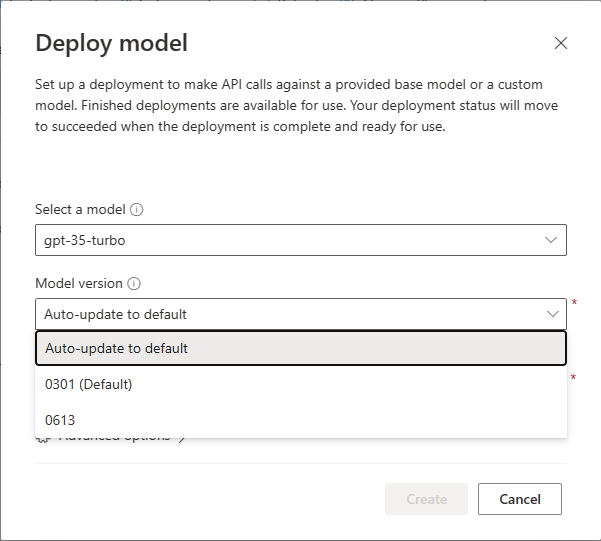 Deploy model
Set up a deployment to make API calls against a provided base model or a custom
model. Finished deployments are available for use. Your deployment status will move
to succeeded when the deployment is complete and ready for use.
Select a model
gpt-35-turbo
Model version
Auto-update to default
*
Auto-update to default
0301 (Default)
*
0613
Advanced options
Create
Cancel